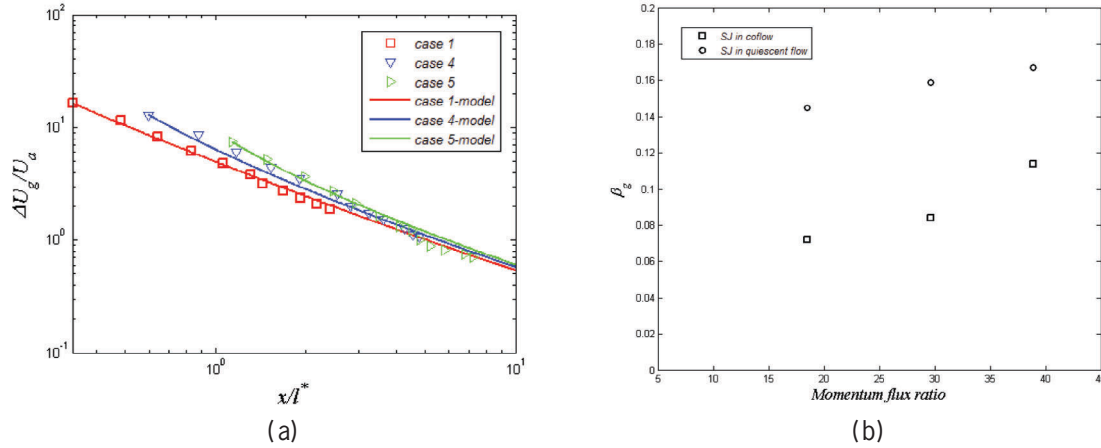 10²
10¹
10⁰
10⁻¹
ΔU_g/U_a
case 1
case 4
case 5
case 1-model
case 4-model
case 5-model
10⁰
10¹
x/l*
(a)
0.2
0.18
0.16
0.14
0.12
0.1
0.08
0.06
0.04
0.02
0
β_g
SJ in coflow
SJ in quiescent flow
5 10 15 20 25 30 35 40 45
Momentum flux ratio
(b)